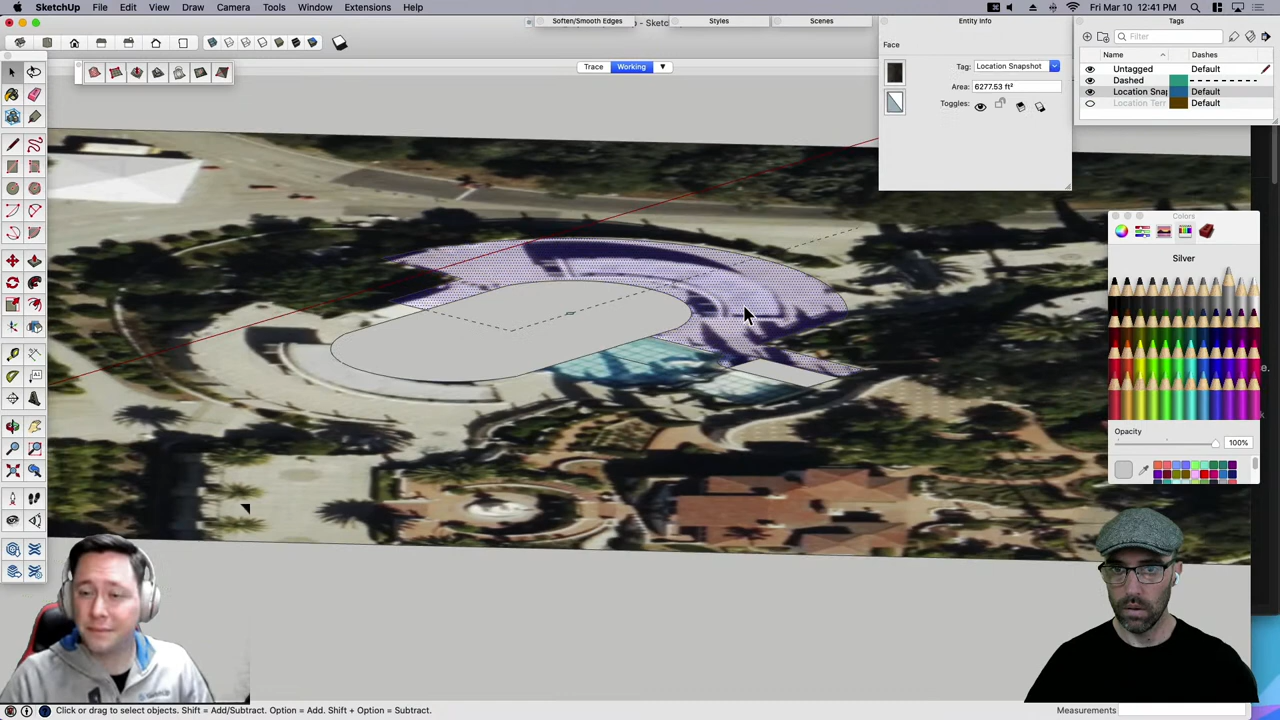 SketchUp File Edit View Draw Camera Tools Window Extensions Help
Fri Mar 10 12:41 PM
Soften/Smooth Edges
Styles
Scenes
Entity Info
Tags
Face
Filter
Trace Working
Tag: Location Snapshot
Area: 6277.53 ft²
Toggles:
Name Dashes
Untagged Default
Dashed
Location Snap Default
Location Terr Default
Colors
Silver
Opacity
100%
Click or drag to select objects. Shift = Add/Subtract. Option = Add. Shift + Option = Subtract.
Measurements